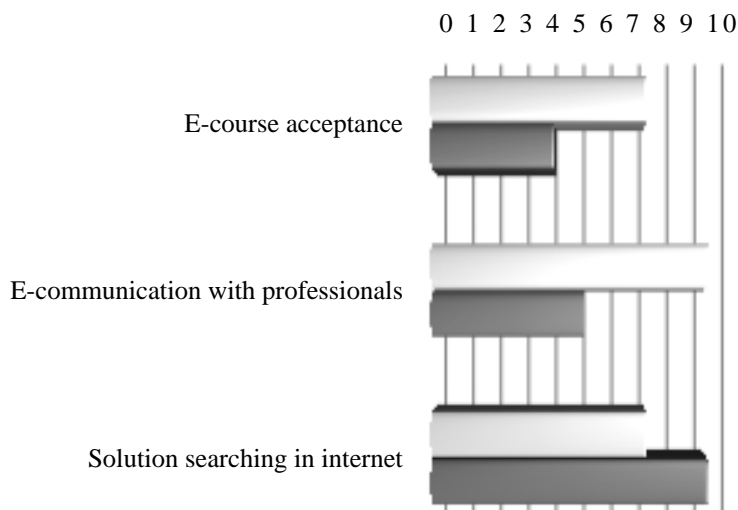 0 1 2 3 4 5 6 7 8 9 10
E-course acceptance
E-communication with professionals
Solution searching in internet